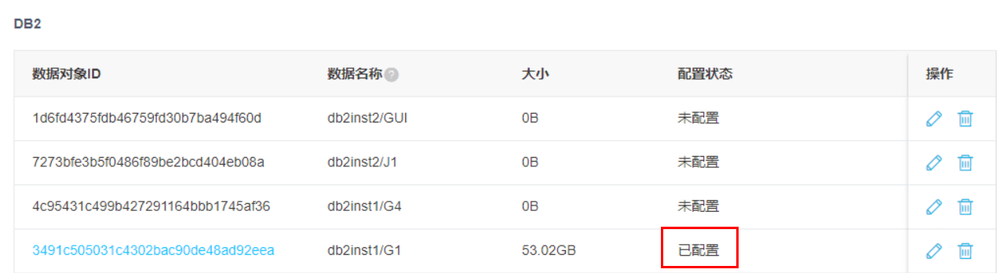 DB2
数据对象ID 数据名称 ? 大小 配置状态 操作
1d6fd4375fdb46759fd30b7ba494f60d db2inst2/GUI 0B 未配置
7273bfe3b5f0486f89be2bcd404eb08a db2inst2/J1 0B 未配置
4c95431c499b427291164bbb1745af36 db2inst1/G4 0B 未配置
3491c505031c4302bac90de48ad92eea db2inst1/G1 53.02GB 已配置